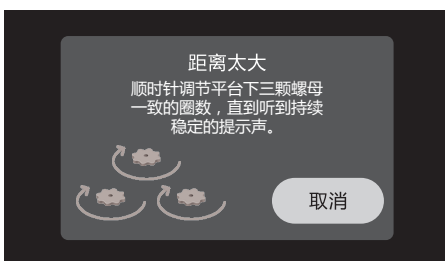 距离太大
顺时针调节平台下三颗螺母
一致的圈数，直到听到持续
稳定的提示声。
取消